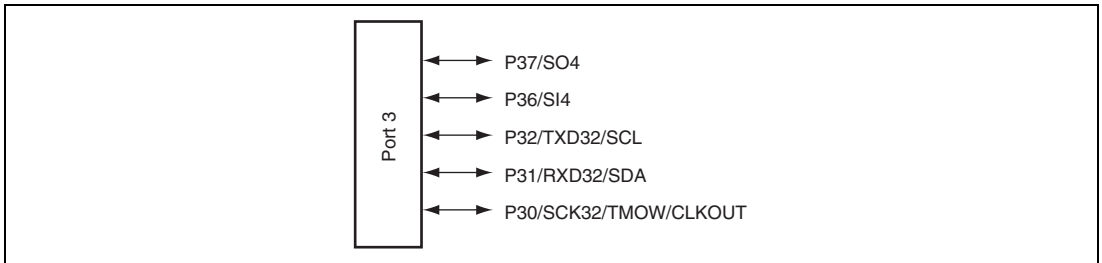 Port 3
P37/SO4
P36/SI4
P32/TXD32/SCL
P31/RXD32/SDA
P30/SCK32/TMOW/CLKOUT